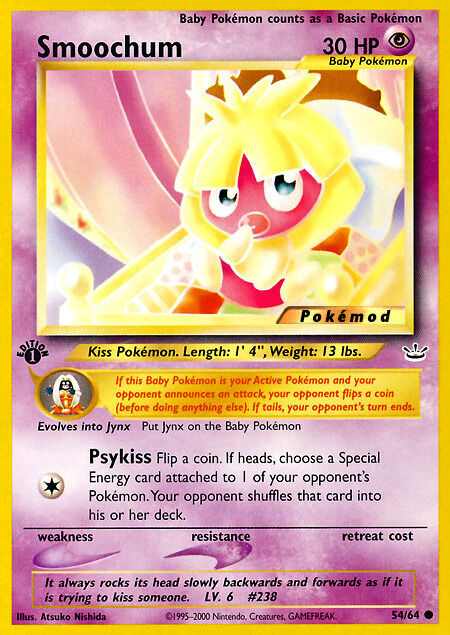 Baby Pokémon counts as a Basic Pokémon
Smoochum
30 HP
Baby Pokémon
Pokémod
EDITION
1
Kiss Pokémon. Length: 1' 4", Weight: 13 lbs.
If this Baby Pokémon is your Active Pokémon and your
opponent announces an attack, your opponent flips a coin
(before doing anything else). If tails, your opponent's turn ends.
Evolves into Jynx Put Jynx on the Baby Pokémon
Psykiss Flip a coin. If heads, choose a Special
Energy card attached to 1 of your opponent's
Pokémon. Your opponent shuffles that card into
his or her deck.
weakness resistance retreat cost
It always rocks its head slowly backwards and forwards as if it
is trying to kiss someone. LV. 6 #238
Illus. Atsuko Nishida ©1995-2000 Nintendo, Creatures, GAMEFREAK. 54/64